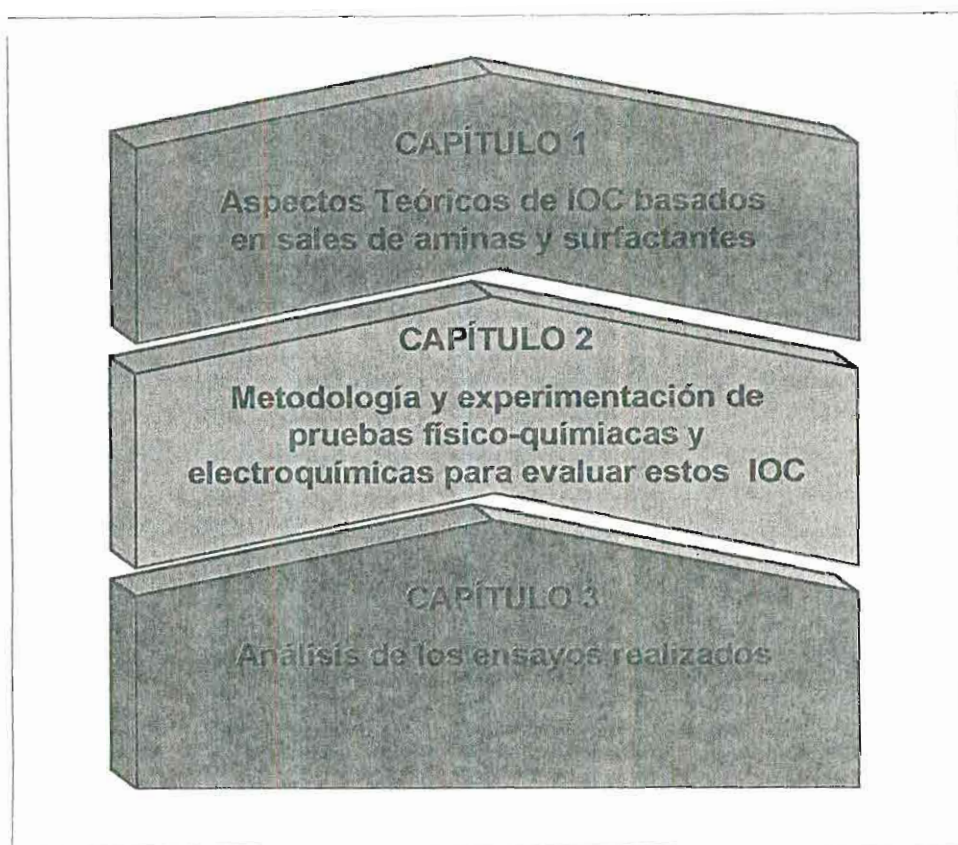 CAPÍTULO 1
Aspectos Teóricos de IOC basados
en sales de aminas y surfactantes
CAPÍTULO 2
Metodología y experimentación de
pruebas físico-químiacas y
electroquímicas para evaluar estos IOC
CAPÍTULO 3
Análisis de los ensayos realizados